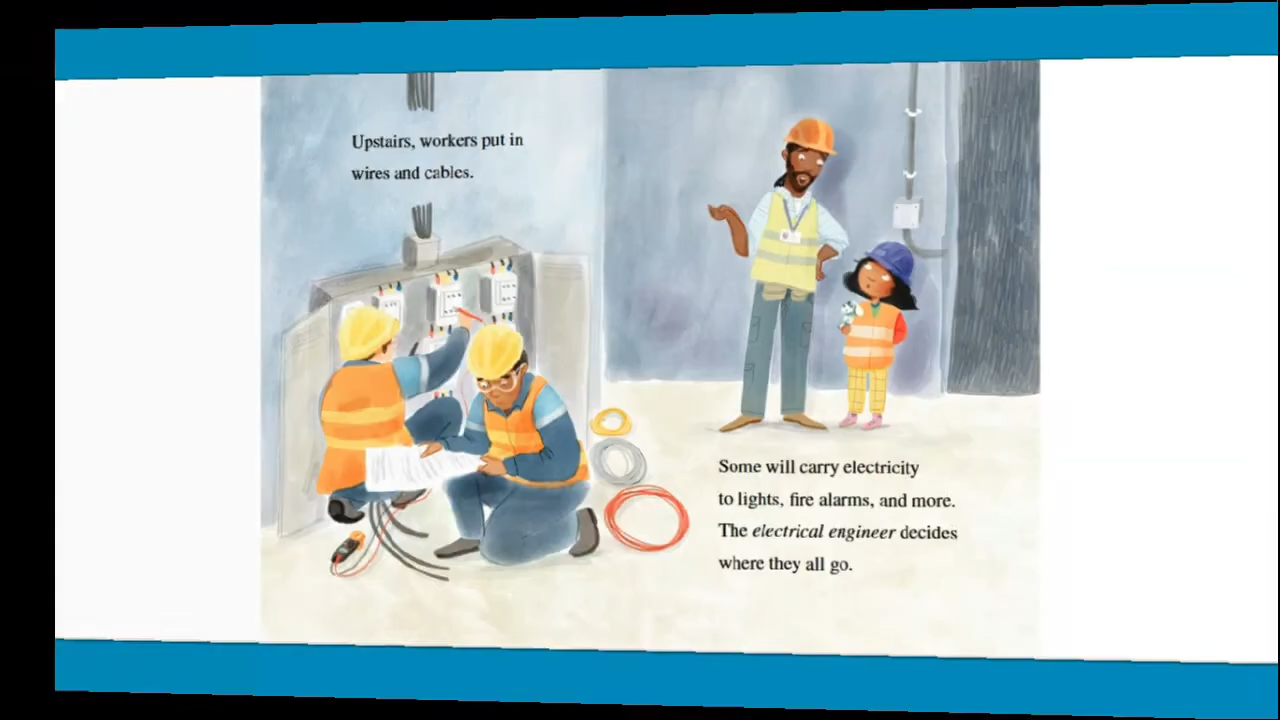 Upstairs, workers put in
wires and cables.
Some will carry electricity
to lights, fire alarms, and more.
The electrical engineer decides
where they all go.